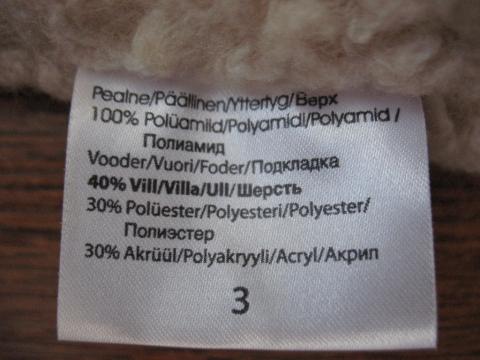 Pealne/Päällinen/Yttertyg/Верх
100% Polüamiid/Polyamidi/Polyamid/
Полиамид
Vooder/Vuori/Foder/Подкладка
40% Vill/Villa/Ull/Шерсть
30% Polüester/Polyesteri/Polyester/
Полиэстер
30% Akrüül/Polyakryyli/Acryl/Акрил
3